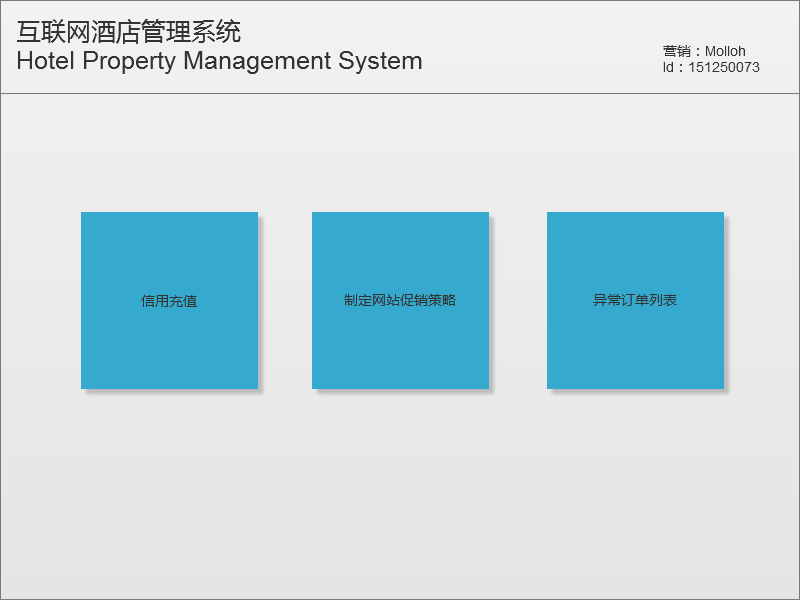 互联网酒店管理系统
Hotel Property Management System
营销：Molloh
Id：151250073
信用充值
制定网站促销策略
异常订单列表